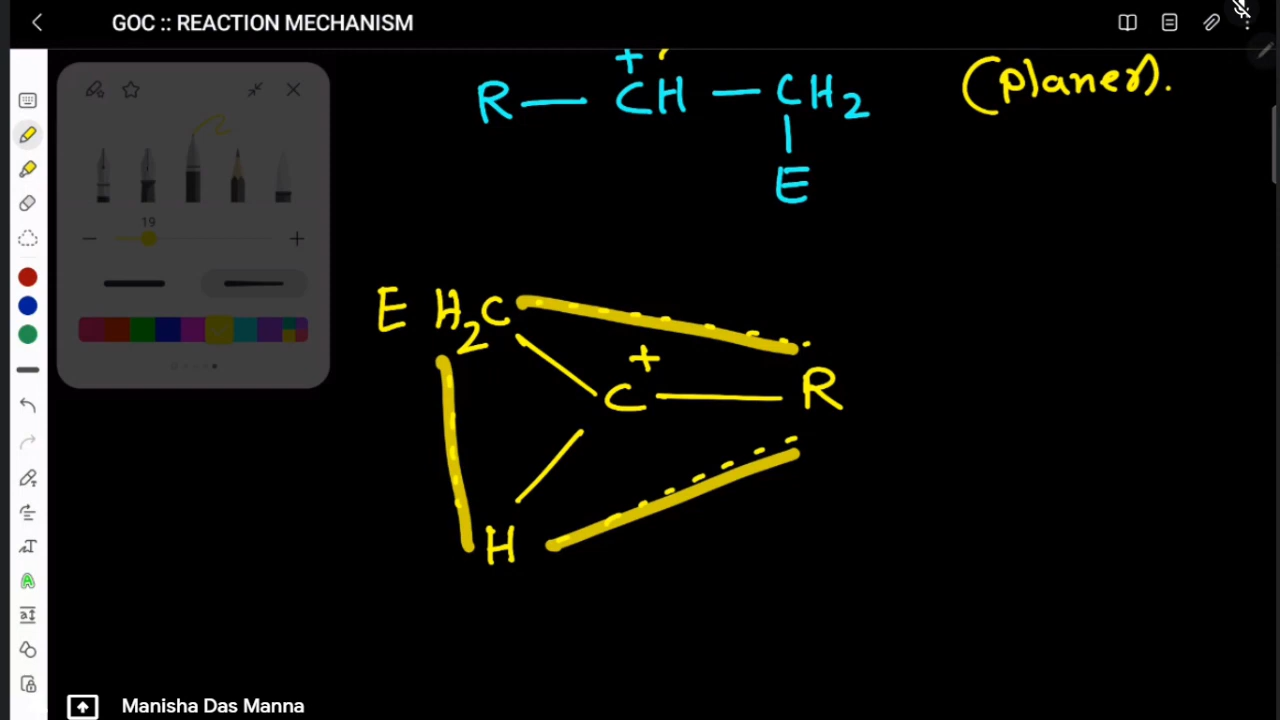 GOC :: REACTION MECHANISM
+
R — CH — CH2 (Planer).
E
19
E H2C
+
C — R
H
Manisha Das Manna